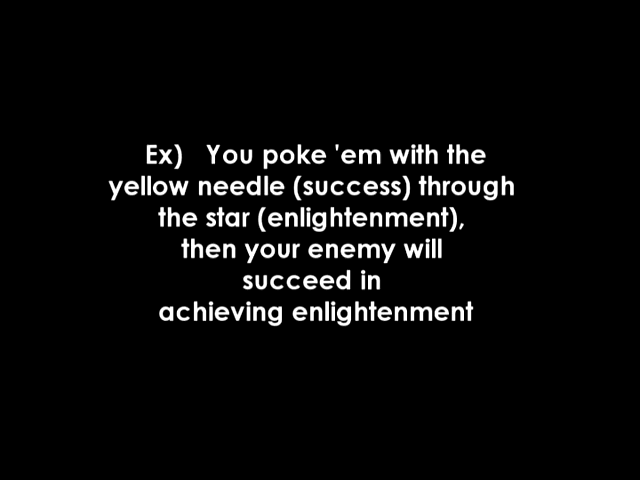 Ex)   You poke 'em with the
yellow needle (success) through
the star (enlightenment),
then your enemy will
succeed in
achieving enlightenment